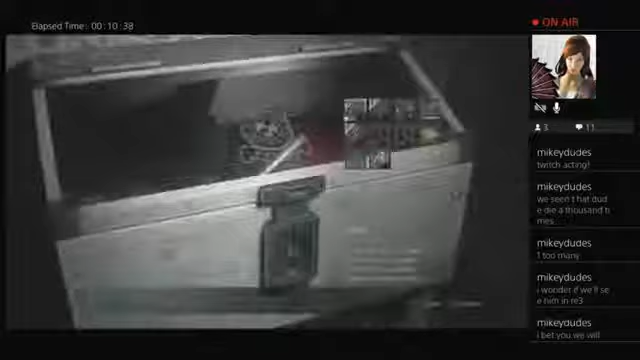 Elapsed Time: 00:10:38
ON AIR
3
11
mikeydudes
twitch acting!
mikeydudes
we seen t hat dud
e die a thousand ti
mes
mikeydudes
1 too many
mikeydudes
i wonder if we'll se
e him in re3
mikeydudes
i bet you we will